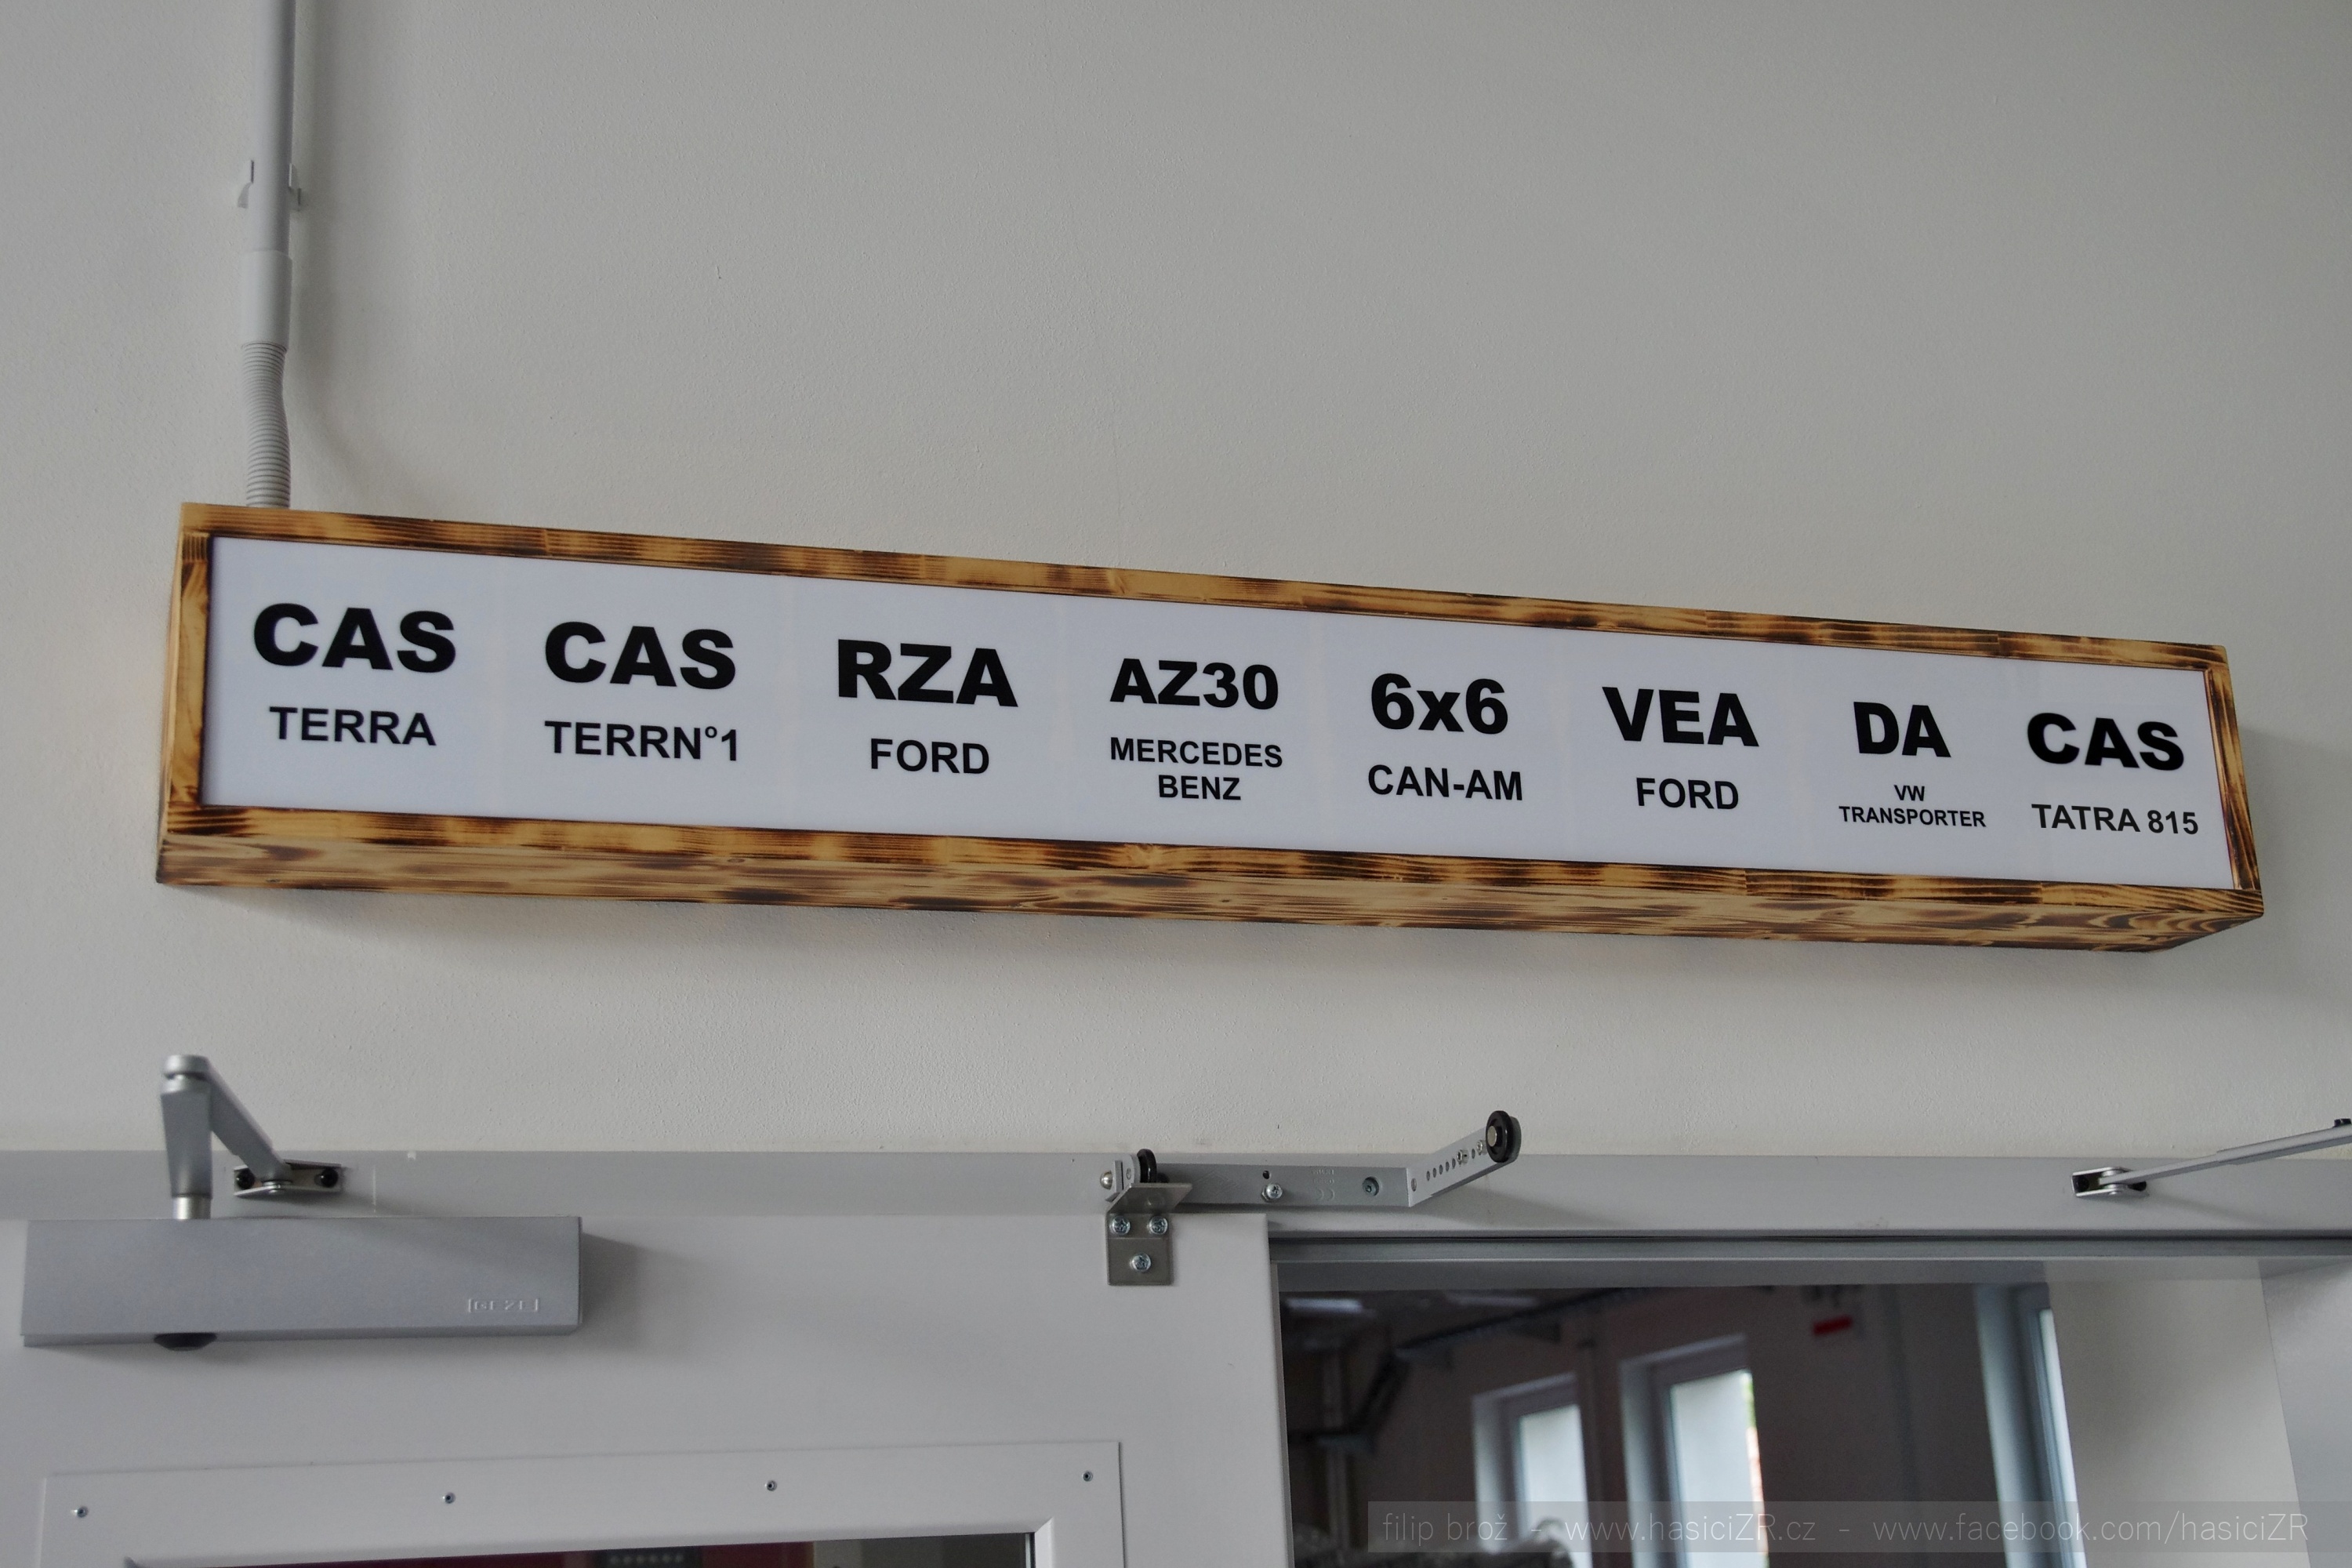 CAS
TERRA
CAS
TERRN°1
RZA
FORD
AZ30
MERCEDES
BENZ
6x6
CAN-AM
VEA
FORD
DA
VW
TRANSPORTER
CAS
TATRA 815
GEZE
filip brož - www.hasiciZR.cz - www.facebook.com/hasiciZR